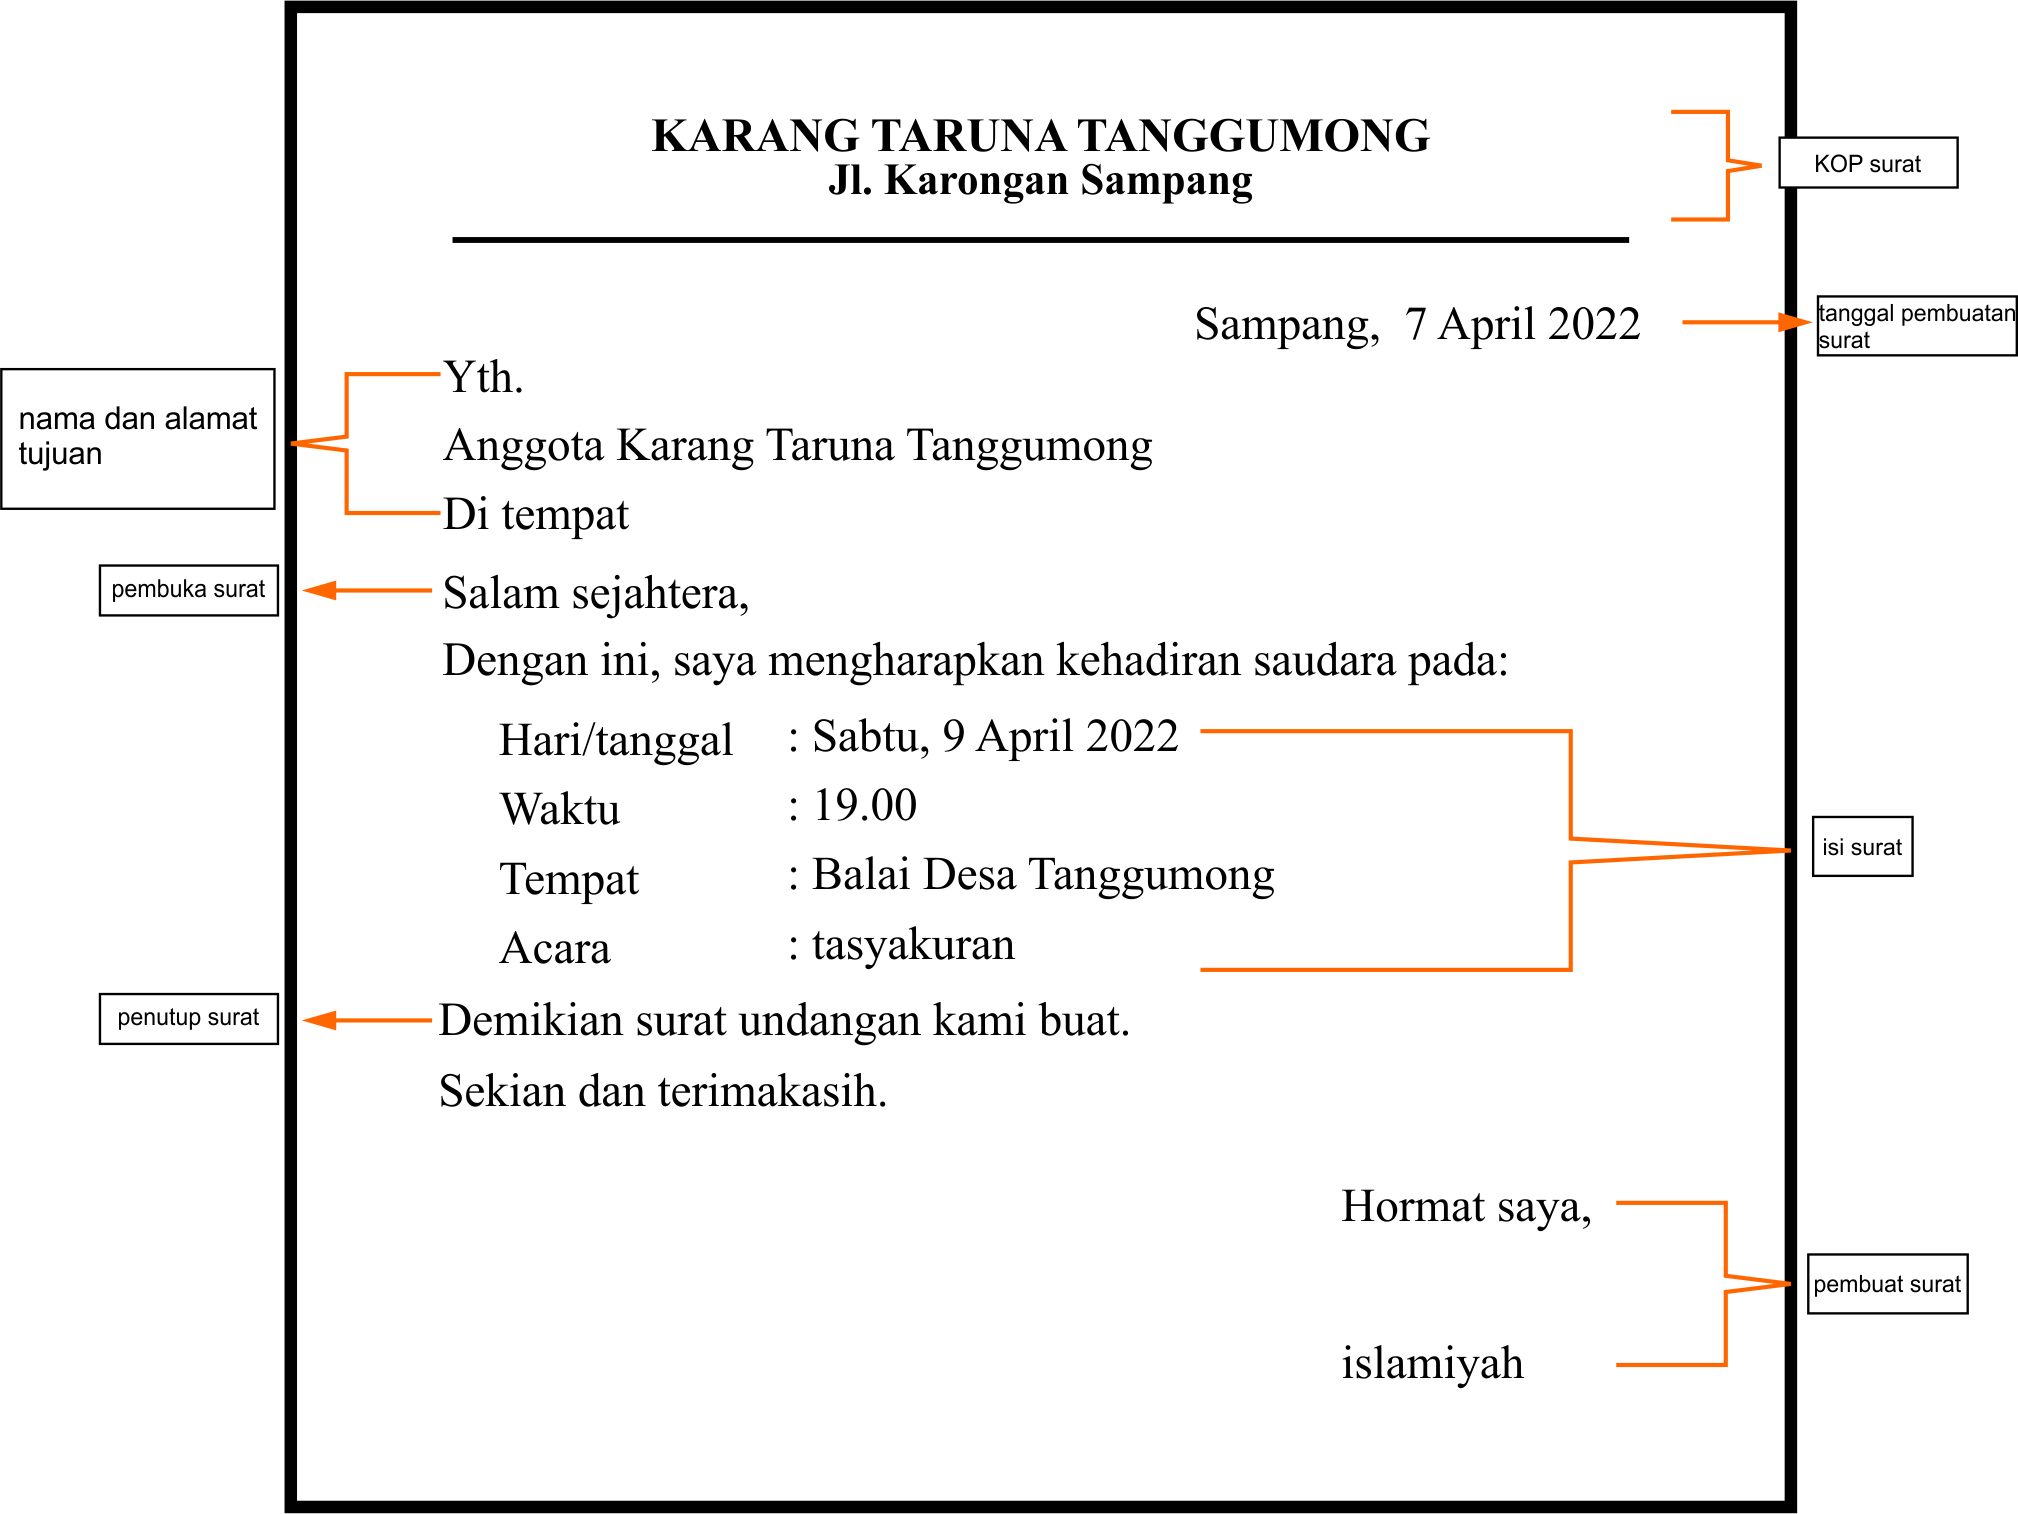 KARANG TARUNA TANGGUMONG
Jl. Karongan Sampang
KOP surat
Sampang, 7 April 2022
tanggal pembuatan
surat
Yth.
nama dan alamat
tujuan
Anggota Karang Taruna Tanggumong
Di tempat
pembuka surat
Salam sejahtera,
Dengan ini, saya mengharapkan kehadiran saudara pada:
Hari/tanggal : Sabtu, 9 April 2022
Waktu : 19.00
Tempat : Balai Desa Tanggumong
Acara : tasyakuran
isi surat
penutup surat
Demikian surat undangan kami buat.
Sekian dan terimakasih.
Hormat saya,
pembuat surat
islamiyah